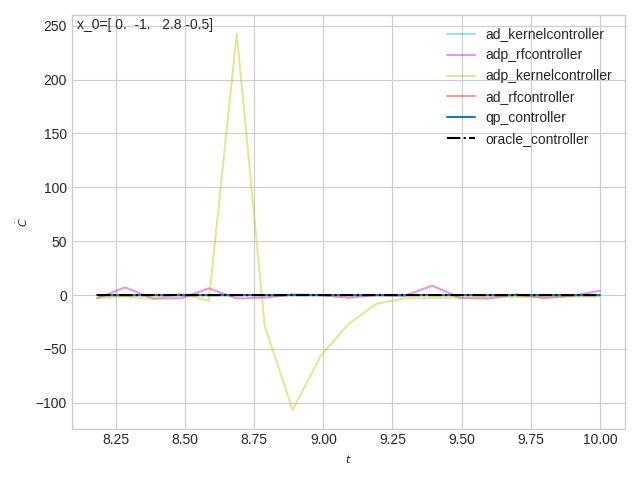 x_0=[ 0.  -1.   2.8 -0.5]
ad_kernelcontroller
adp_rfcontroller
adp_kernelcontroller
ad_rfcontroller
qp_controller
oracle_controller
250
200
150
100
50
0
−50
−100
Ċ
8.25 8.50 8.75 9.00 9.25 9.50 9.75 10.00
t